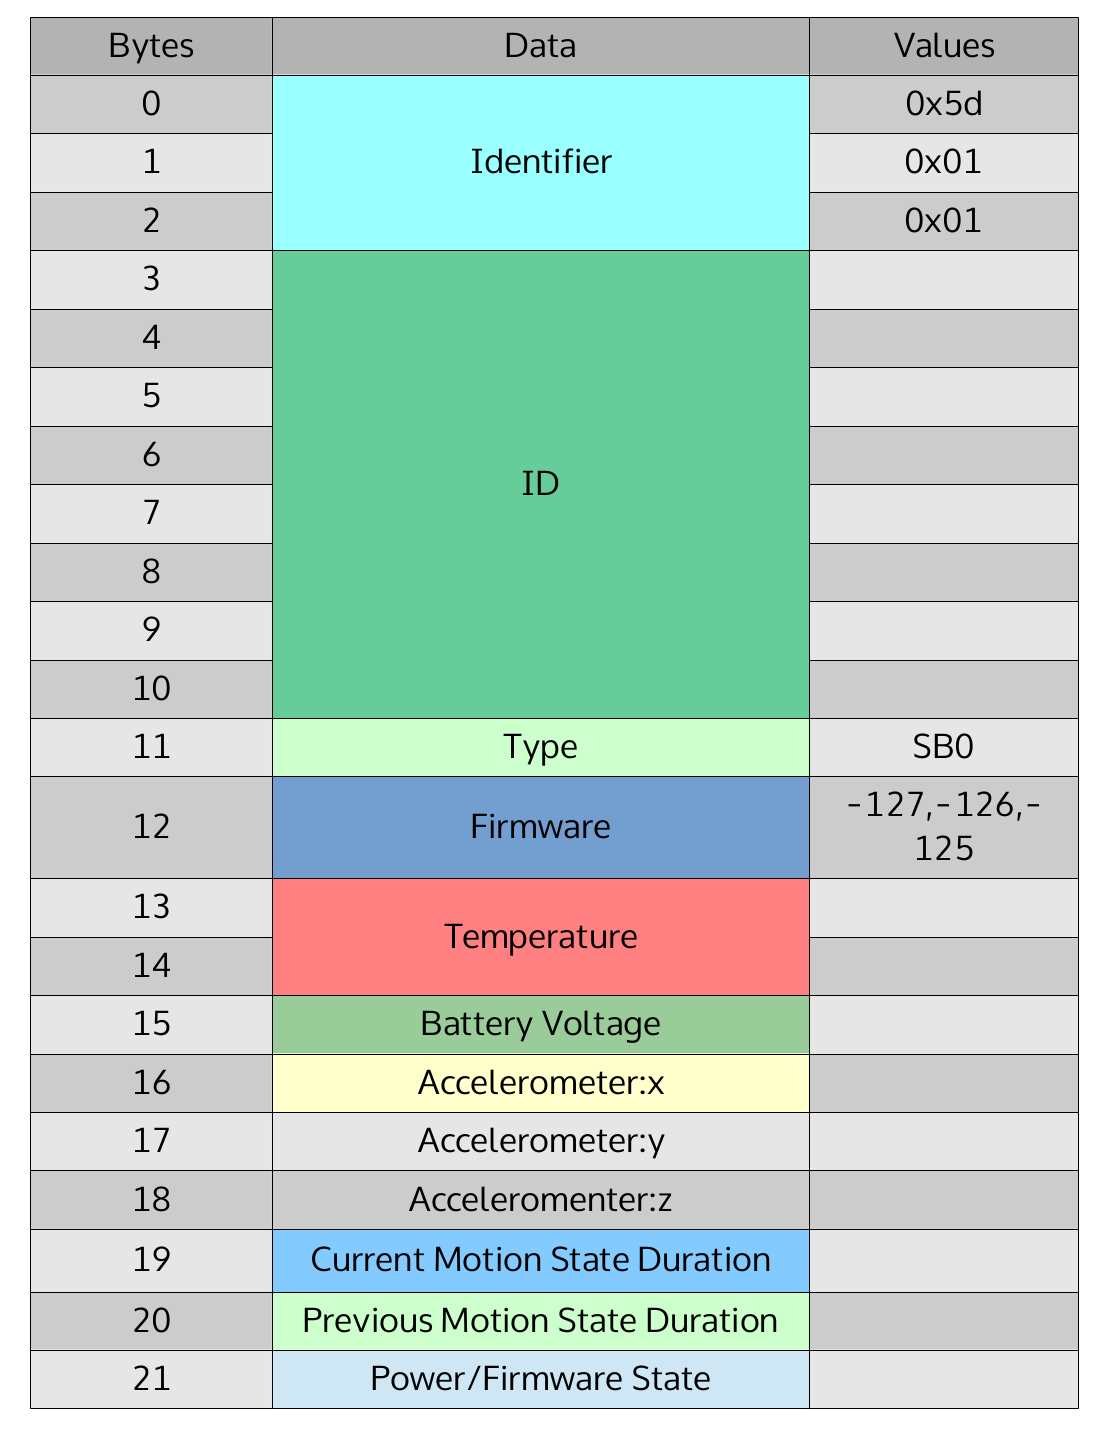 Bytes Data Values
0 0x5d
1 Identifier 0x01
2 0x01
3
4
5
6
7
ID
8
9
10
11 Type SB0
12 Firmware -127,-126,-
125
13
Temperature
14
15 Battery Voltage
16 Accelerometer:x
17 Accelerometer:y
18 Acceleromenter:z
19 Current Motion State Duration
20 Previous Motion State Duration
21 Power/Firmware State